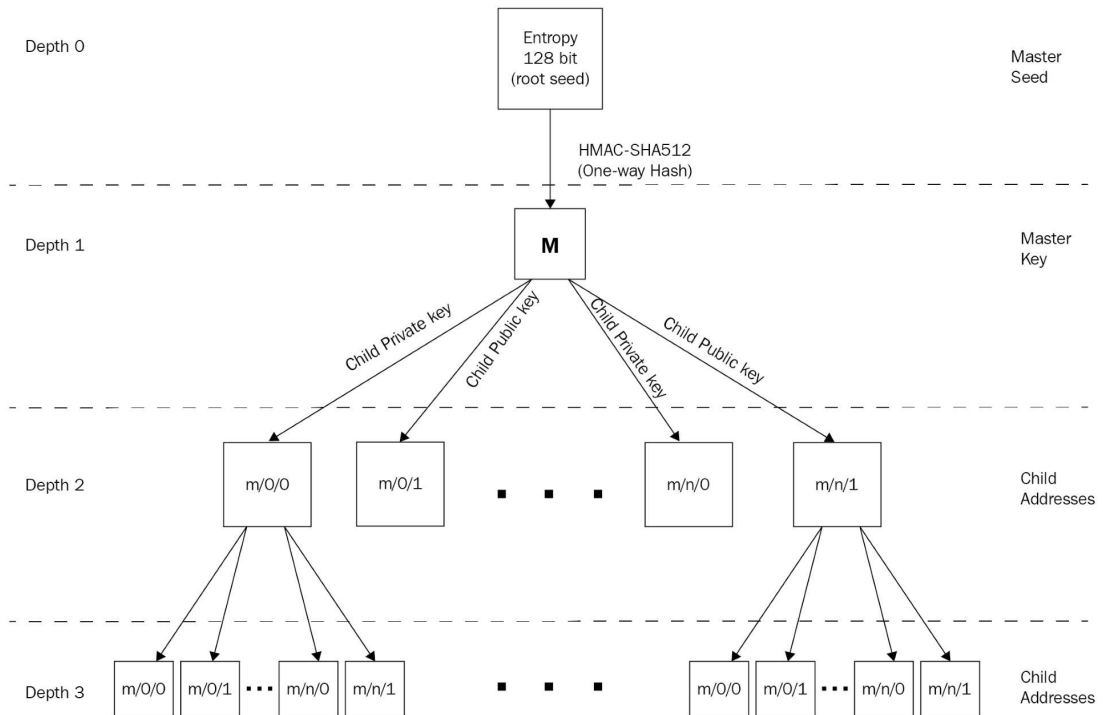 Depth 0
Entropy
128 bit
(root seed)
Master
Seed
HMAC-SHA512
(One-way Hash)
Depth 1
M
Master
Key
Child Private key
Child Public key
Child Private key
Child Public key
Depth 2
m/0/0
m/0/1
m/n/0
m/n/1
Child
Addresses
Depth 3
m/0/0
m/0/1
m/n/0
m/n/1
m/0/0
m/0/1
m/n/0
m/n/1
Child
Addresses